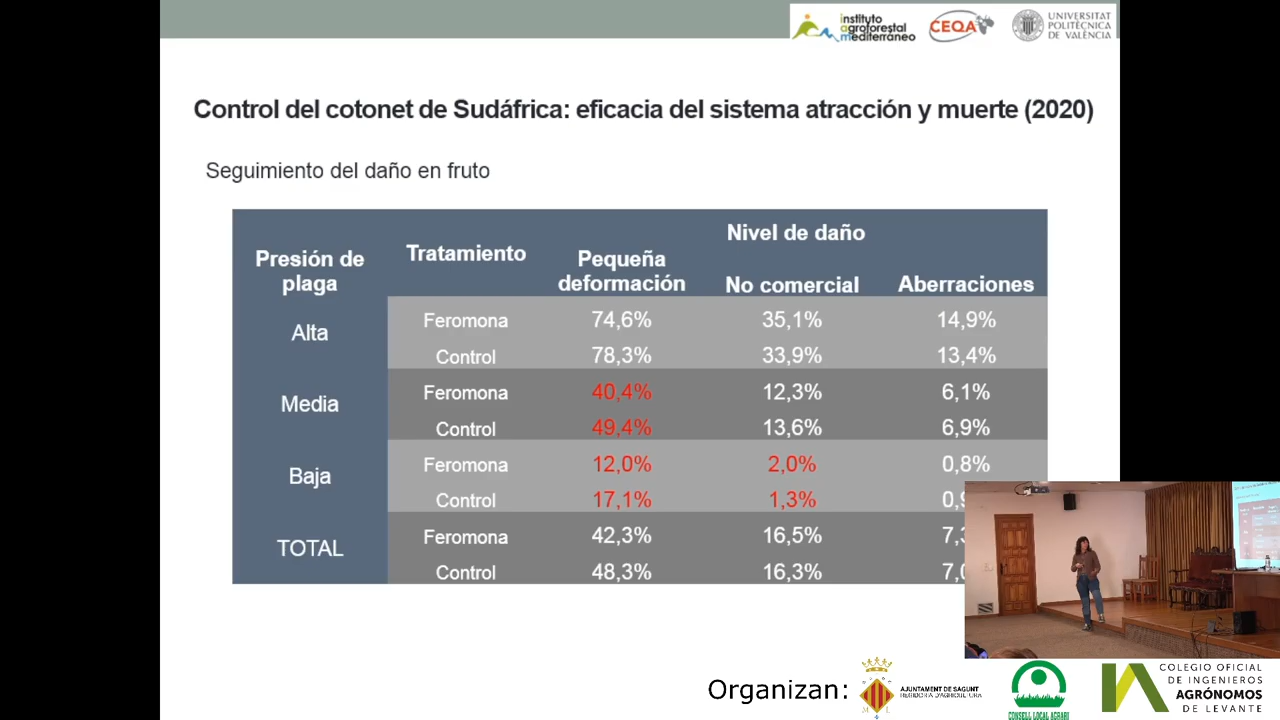 instituto
agroforestal
mediterráneo
CEQA
UNIVERSITAT
POLITÈCNICA
DE VALÈNCIA
Control del cotonet de Sudáfrica: eficacia del sistema atracción y muerte (2020)
Seguimiento del daño en fruto
Presión de plaga Tratamiento Nivel de daño
Pequeña deformación No comercial Aberraciones
Alta Feromona 74,6% 35,1% 14,9%
Control 78,3% 33,9% 13,4%
Media Feromona 40,4% 12,3% 6,1%
Control 49,4% 13,6% 6,9%
Baja Feromona 12,0% 2,0% 0,8%
Control 17,1% 1,3% 0,
TOTAL Feromona 42,3% 16,5% 7,
Control 48,3% 16,3% 7,
Organizan:
AJUNTAMENT DE SAGUNT
REGIDORIA D'AGRICULTURA
CONSELL LOCAL AGRARI
COLEGIO OFICIAL
DE INGENIEROS
AGRÓNOMOS
DE LEVANTE